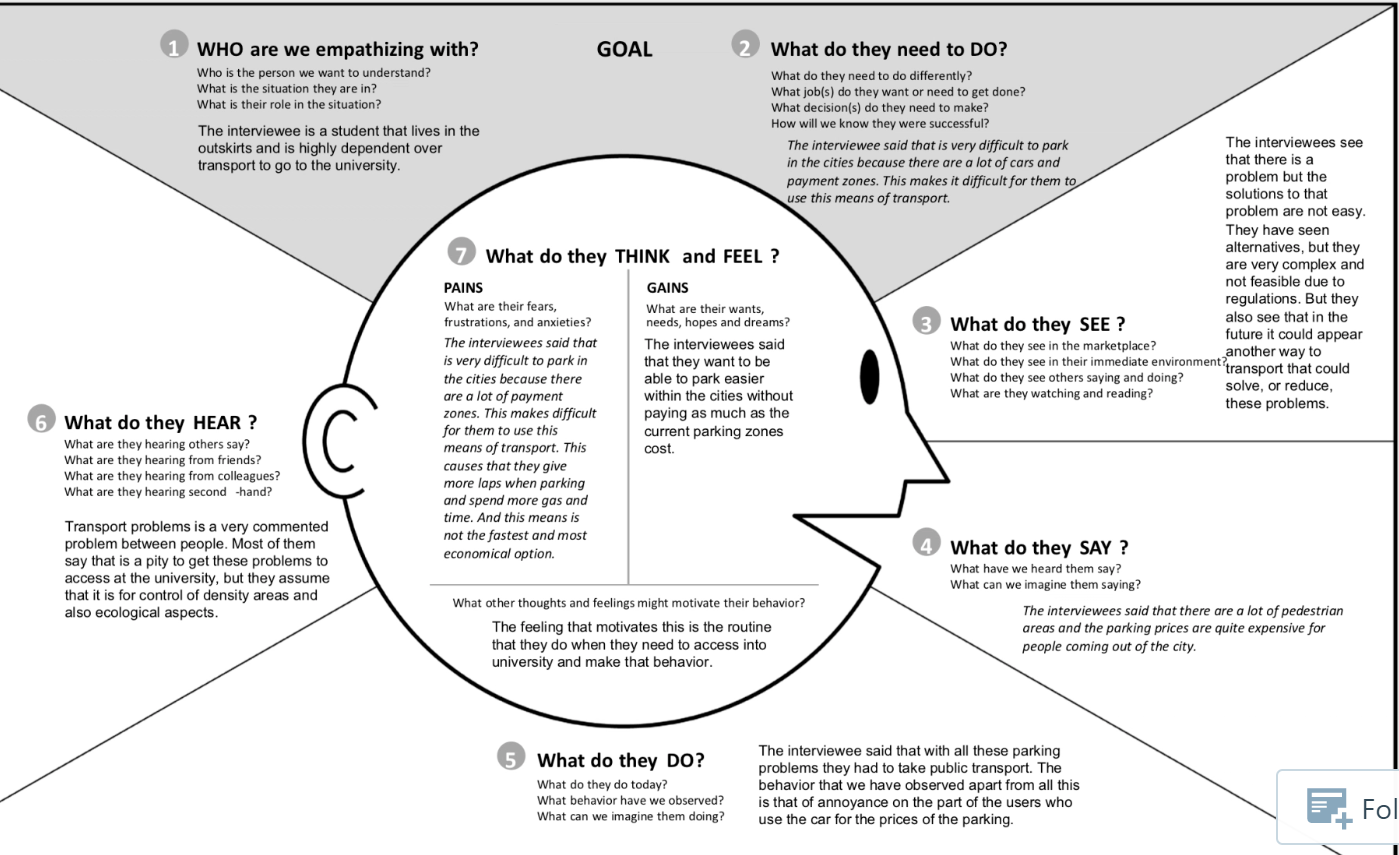 1 WHO are we empathizing with?
Who is the person we want to understand?
What is the situation they are in?
What is their role in the situation?
The interviewee is a student that lives in the
outskirts and is highly dependent over
transport to go to the university.
GOAL
2 What do they need to DO?
What do they need to do differently?
What job(s) do they want or need to get done?
What decision(s) do they need to make?
How will we know they were successful?
The interviewee said that is very difficult to park
in the cities because there are a lot of cars and
payment zones. This makes it difficult for them to
use this means of transport.
3 What do they SEE ?
What do they see in the marketplace?
What do they see in their immediate environment?
What do they see others saying and doing?
What are they watching and reading?
The interviewees see
that there is a
problem but the
solutions to that
problem are not easy.
They have seen
alternatives, but they
are very complex and
not feasible due to
regulations. But they
also see that in the
future it could appear
another way to
transport that could
solve, or reduce,
these problems.
4 What do they SAY ?
What have we heard them say?
What can we imagine them saying?
The interviewees said that there are a lot of pedestrian
areas and the parking prices are quite expensive for
people coming out of the city.
5 What do they DO?
What do they do today?
What behavior have we observed?
What can we imagine them doing?
The interviewee said that with all these parking
problems they had to take public transport. The
behavior that we have observed apart from all this
is that of annoyance on the part of the users who
use the car for the prices of the parking.
6 What do they HEAR ?
What are they hearing others say?
What are they hearing from friends?
What are they hearing from colleagues?
What are they hearing second -hand?
Transport problems is a very commented
problem between people. Most of them
say that is a pity to get these problems to
access at the university, but they assume
that it is for control of density areas and
also ecological aspects.
7 What do they THINK and FEEL ?
PAINS
What are their fears,
frustrations, and anxieties?
The interviewees said that
is very difficult to park in
the cities because there
are a lot of payment
zones. This makes difficult
for them to use this
means of transport. This
causes that they give
more laps when parking
and spend more gas and
time. And this means is
not the fastest and most
economical option.
GAINS
What are their wants,
needs, hopes and dreams?
The interviewees said
that they want to be
able to park easier
within the cities without
paying as much as the
current parking zones
cost.
What other thoughts and feelings might motivate their behavior?
The feeling that motivates this is the routine
that they do when they need to access into
university and make that behavior.
Fol